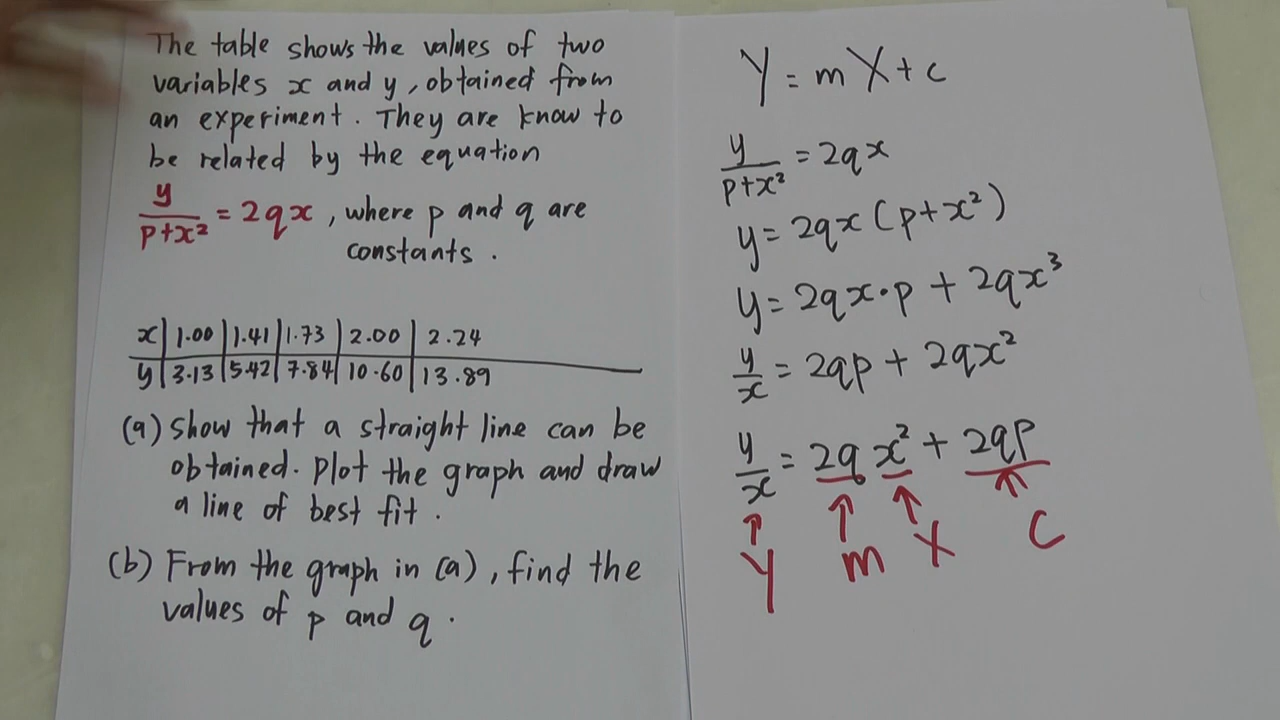 The table shows the values of two
variables x and y, obtained from
an experiment. They are know to
be related by the equation
y/(p+x²) = 2qx, where p and q are
constants.
x | 1.00 | 1.41 | 1.73 | 2.00 | 2.24
y | 3.13 | 5.42 | 7.84 | 10.60 | 13.89
(a) Show that a straight line can be
obtained. Plot the graph and draw
a line of best fit.
(b) From the graph in (a), find the
values of p and q.
Y = mX + c
y/(p+x²) = 2qx
y = 2qx(p+x²)
y = 2qx·p + 2qx³
y/x = 2qp + 2qx²
y/x = 2q x² + 2qp
↑ ↑ ↑ ↑
Y m X C